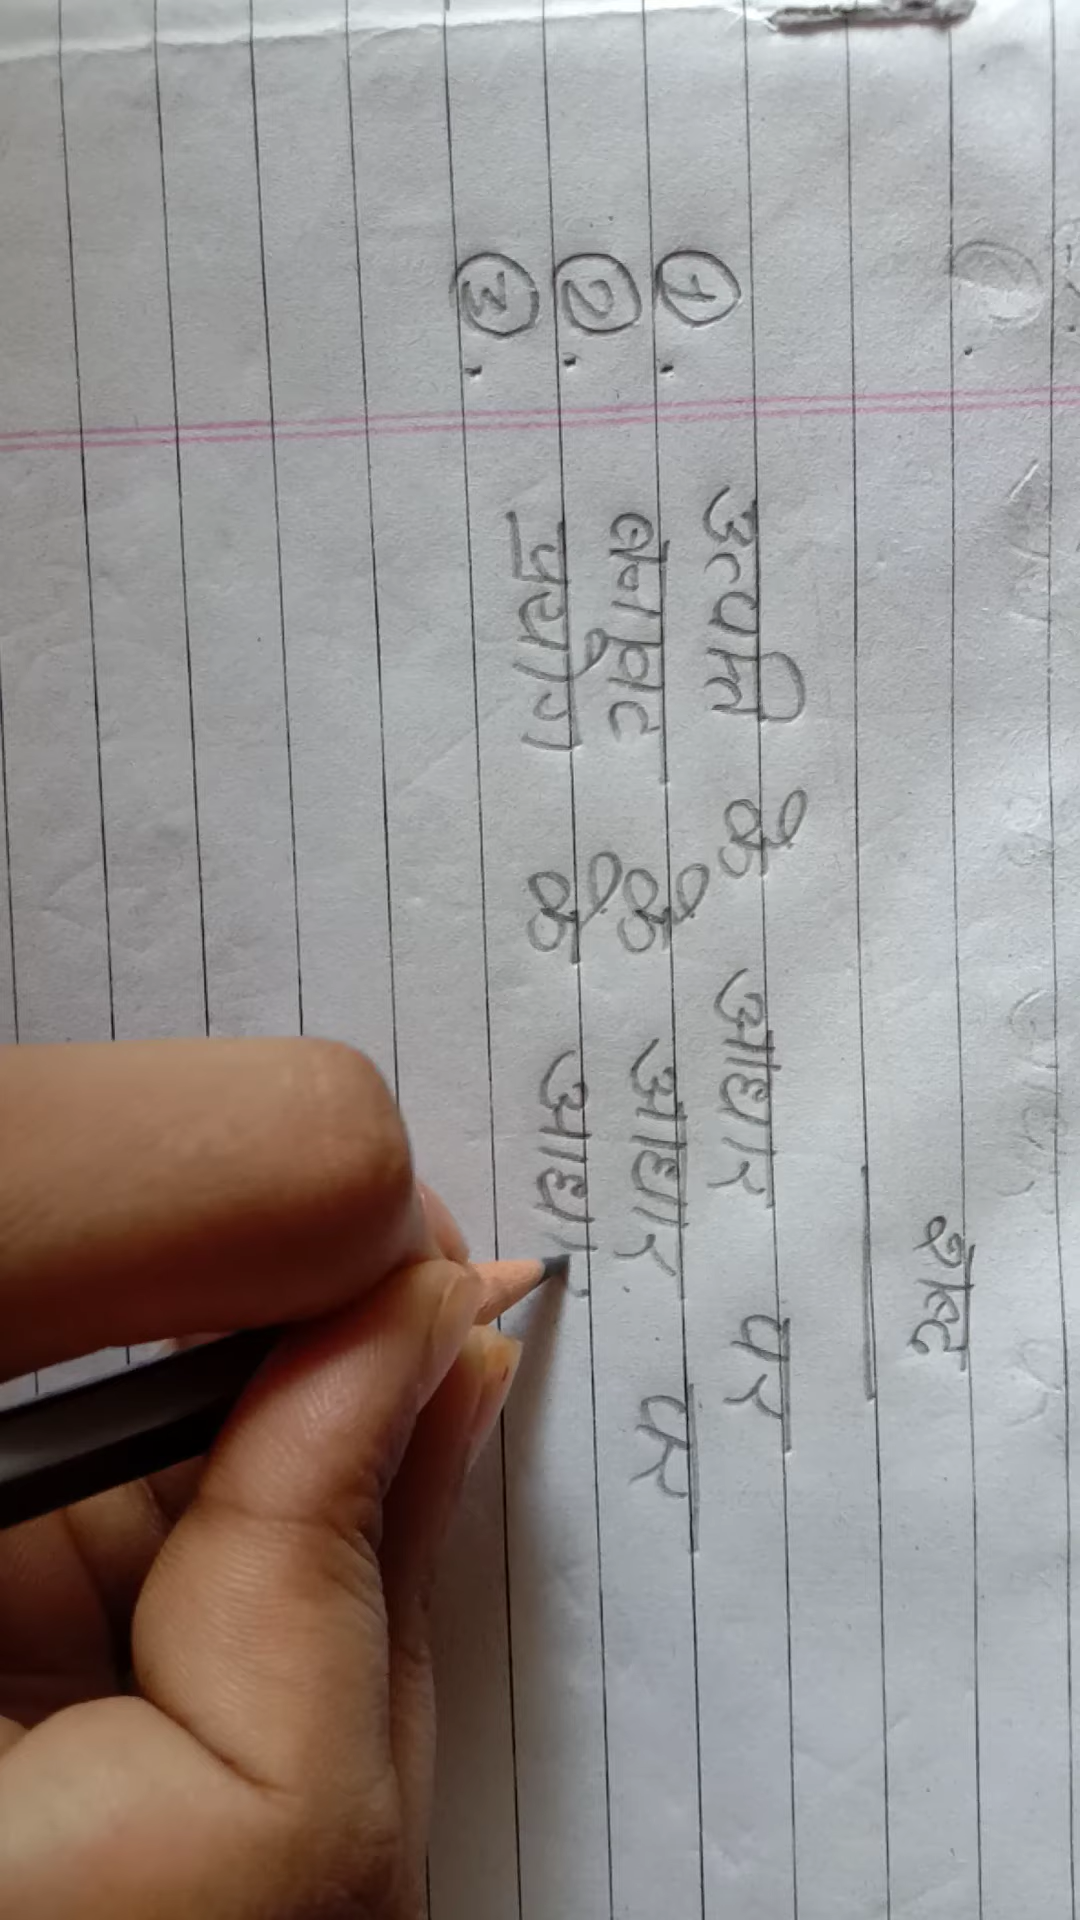 शब्द
① . उत्पत्ति के आधार पर
② . बनावट के आधार पर
③ . प्रयोग के आधार